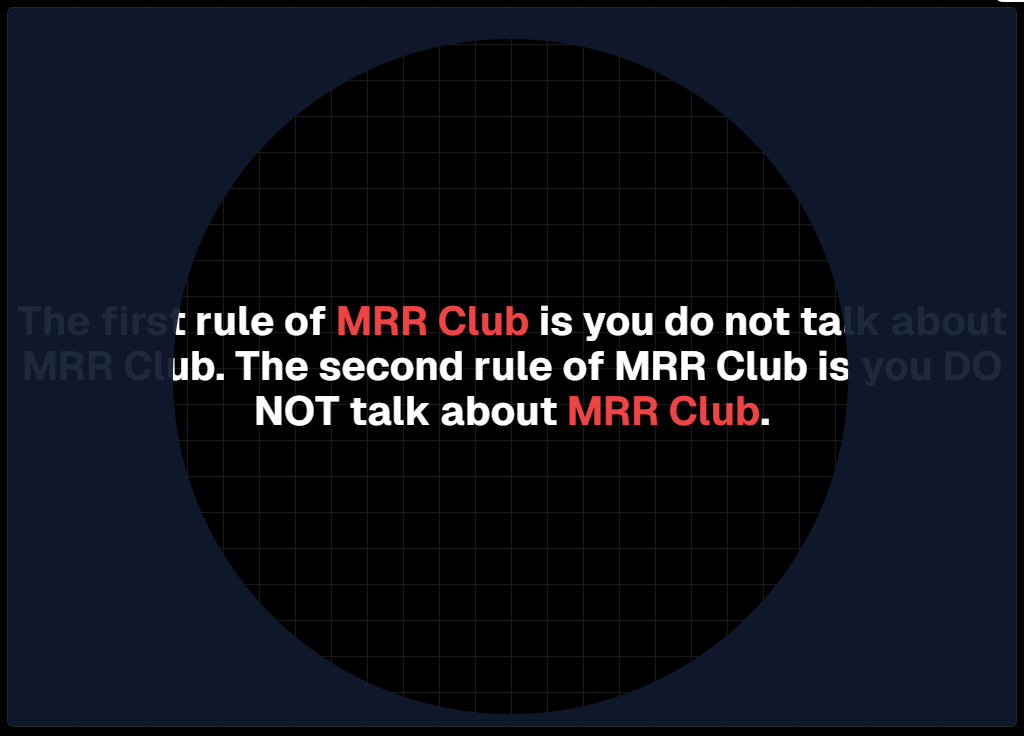 The first rule of MRR Club is you do not talk about
MRR Club. The second rule of MRR Club is you DO
NOT talk about MRR Club.